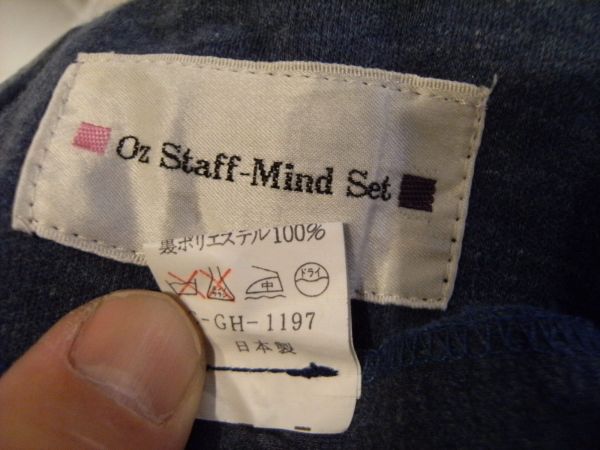 Oz Staff-Mind Set
裏ポリエステル100%
中 ドライ
-GH-1197
日本製